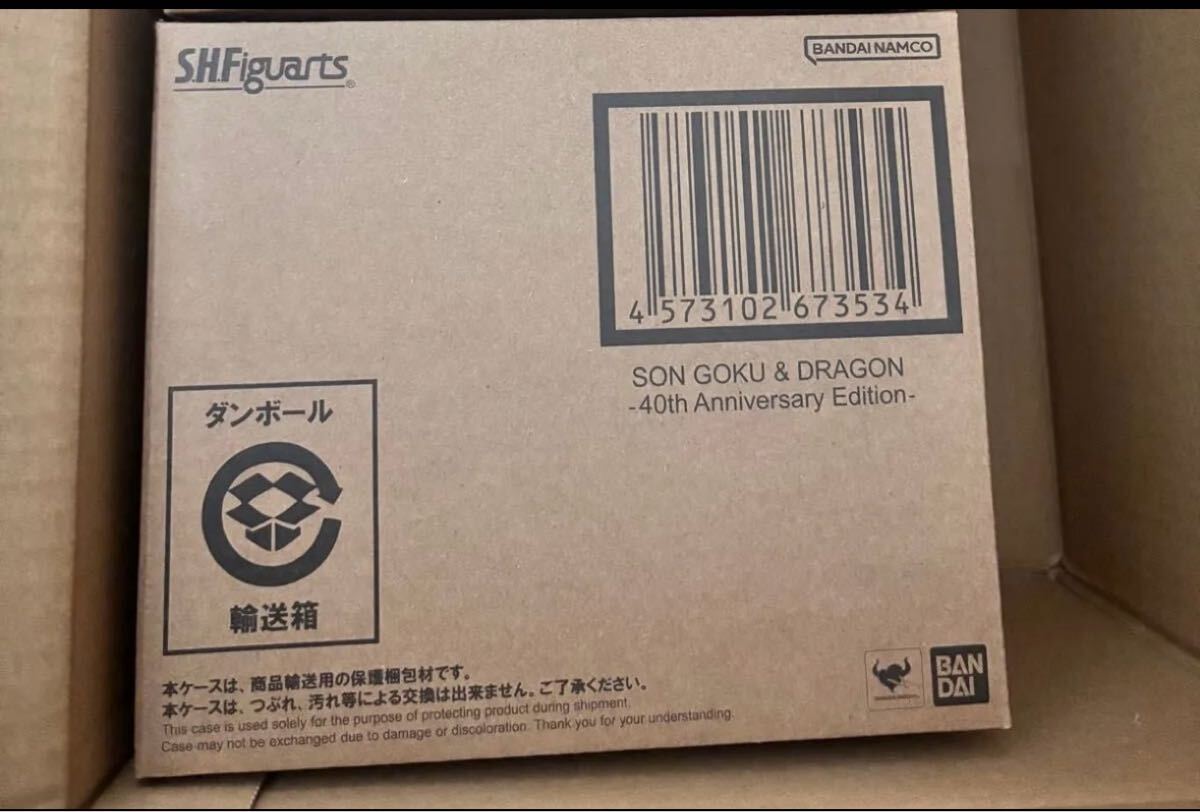 S.H.Figuarts®
BANDAI NAMCO
4 573102 673534
SON GOKU & DRAGON
-40th Anniversary Edition-
ダンボール
輸送箱
本ケースは、商品輸送用の保護梱包材です。
本ケースは、つぶれ、汚れ等による交換は出来ません。ご了承ください。
This case is used solely for the purpose of protecting product during shipment.
Case may not be exchanged due to damage or discoloration. Thank you for your understanding.
BAN
DAI